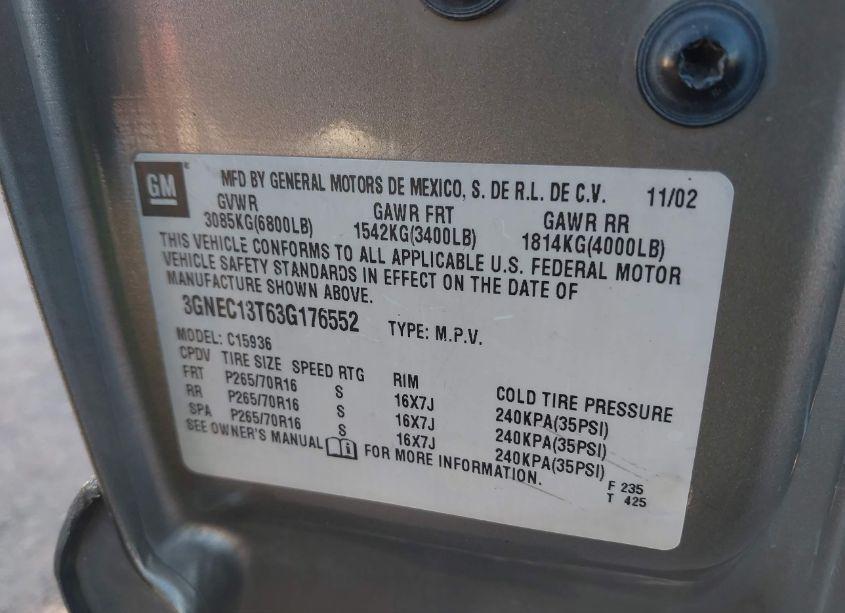 GM
MFD BY GENERAL MOTORS DE MEXICO, S. DE R.L. DE C.V. 11/02
GVWR GAWR FRT GAWR RR
3085KG(6800LB) 1542KG(3400LB) 1814KG(4000LB)
THIS VEHICLE CONFORMS TO ALL APPLICABLE U.S. FEDERAL MOTOR
VEHICLE SAFETY STANDARDS IN EFFECT ON THE DATE OF
MANUFACTURE SHOWN ABOVE.
3GNEC13T63G176552 TYPE: M.P.V.
MODEL: C15936
CPDV TIRE SIZE SPEED RTG RIM COLD TIRE PRESSURE
FRT P265/70R16 S 16X7J 240KPA(35PSI)
RR P265/70R16 S 16X7J 240KPA(35PSI)
SPA P265/70R16 S 16X7J 240KPA(35PSI)
SEE OWNER'S MANUAL FOR MORE INFORMATION.
F 235
T 425